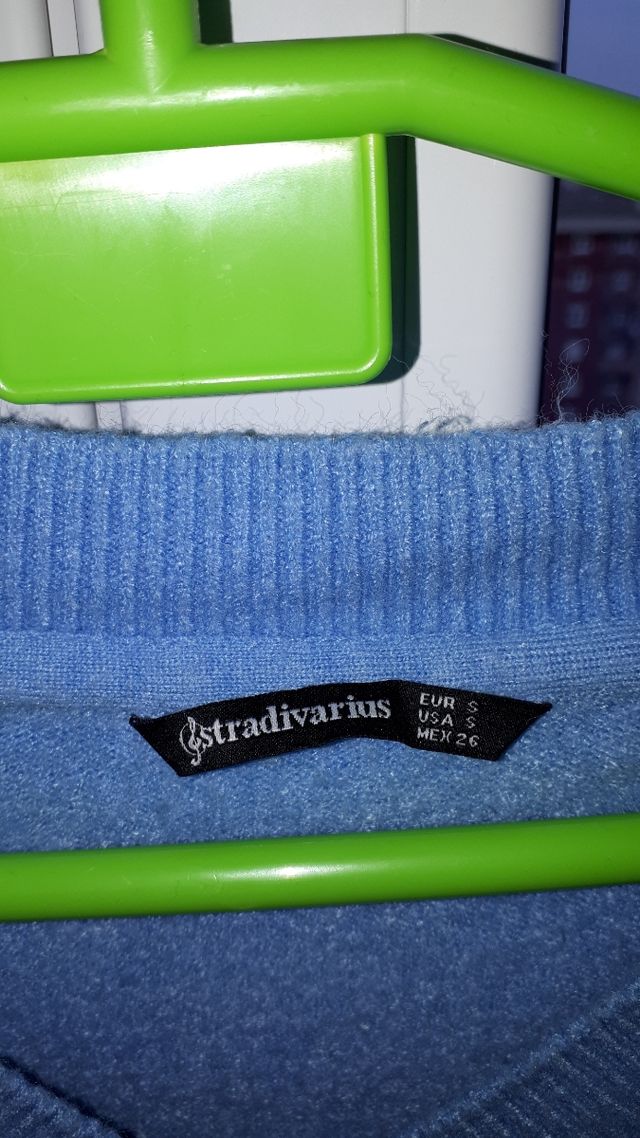 stradivarius
EUR S
USA S
MEX 26